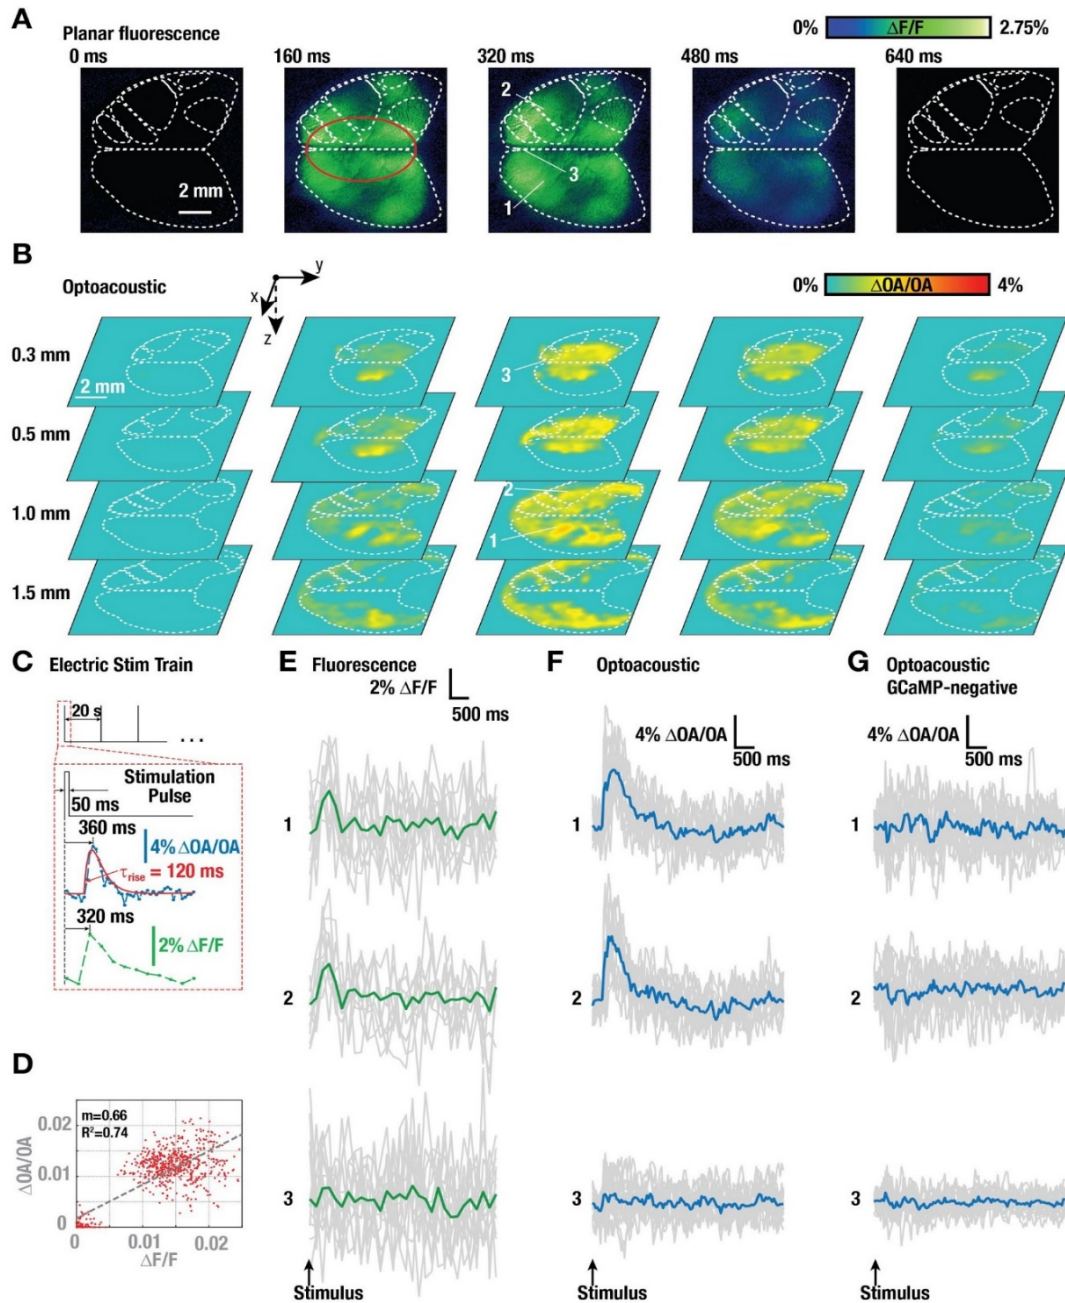 A
Planar fluorescence
0% ΔF/F 2.75%
0 ms 160 ms 320 ms 480 ms 640 ms
2
3
1
2 mm
B
Optoacoustic
x y z
0% ΔOA/OA 4%
0.3 mm
2 mm
3
0.5 mm
1.0 mm
2
1
1.5 mm
C Electric Stim Train
20 s
...
Stimulation
Pulse
50 ms
360 ms
4% ΔOA/OA
τrise = 120 ms
320 ms
2% ΔF/F
D
m=0.66
R²=0.74
0.02
0.01
0
ΔOA/OA
0 0.01 0.02
ΔF/F
E Fluorescence
2% ΔF/F
500 ms
1
2
3
Stimulus
F Optoacoustic
4% ΔOA/OA
500 ms
1
2
3
Stimulus
G Optoacoustic
GCaMP-negative
4% ΔOA/OA
500 ms
1
2
3
Stimulus